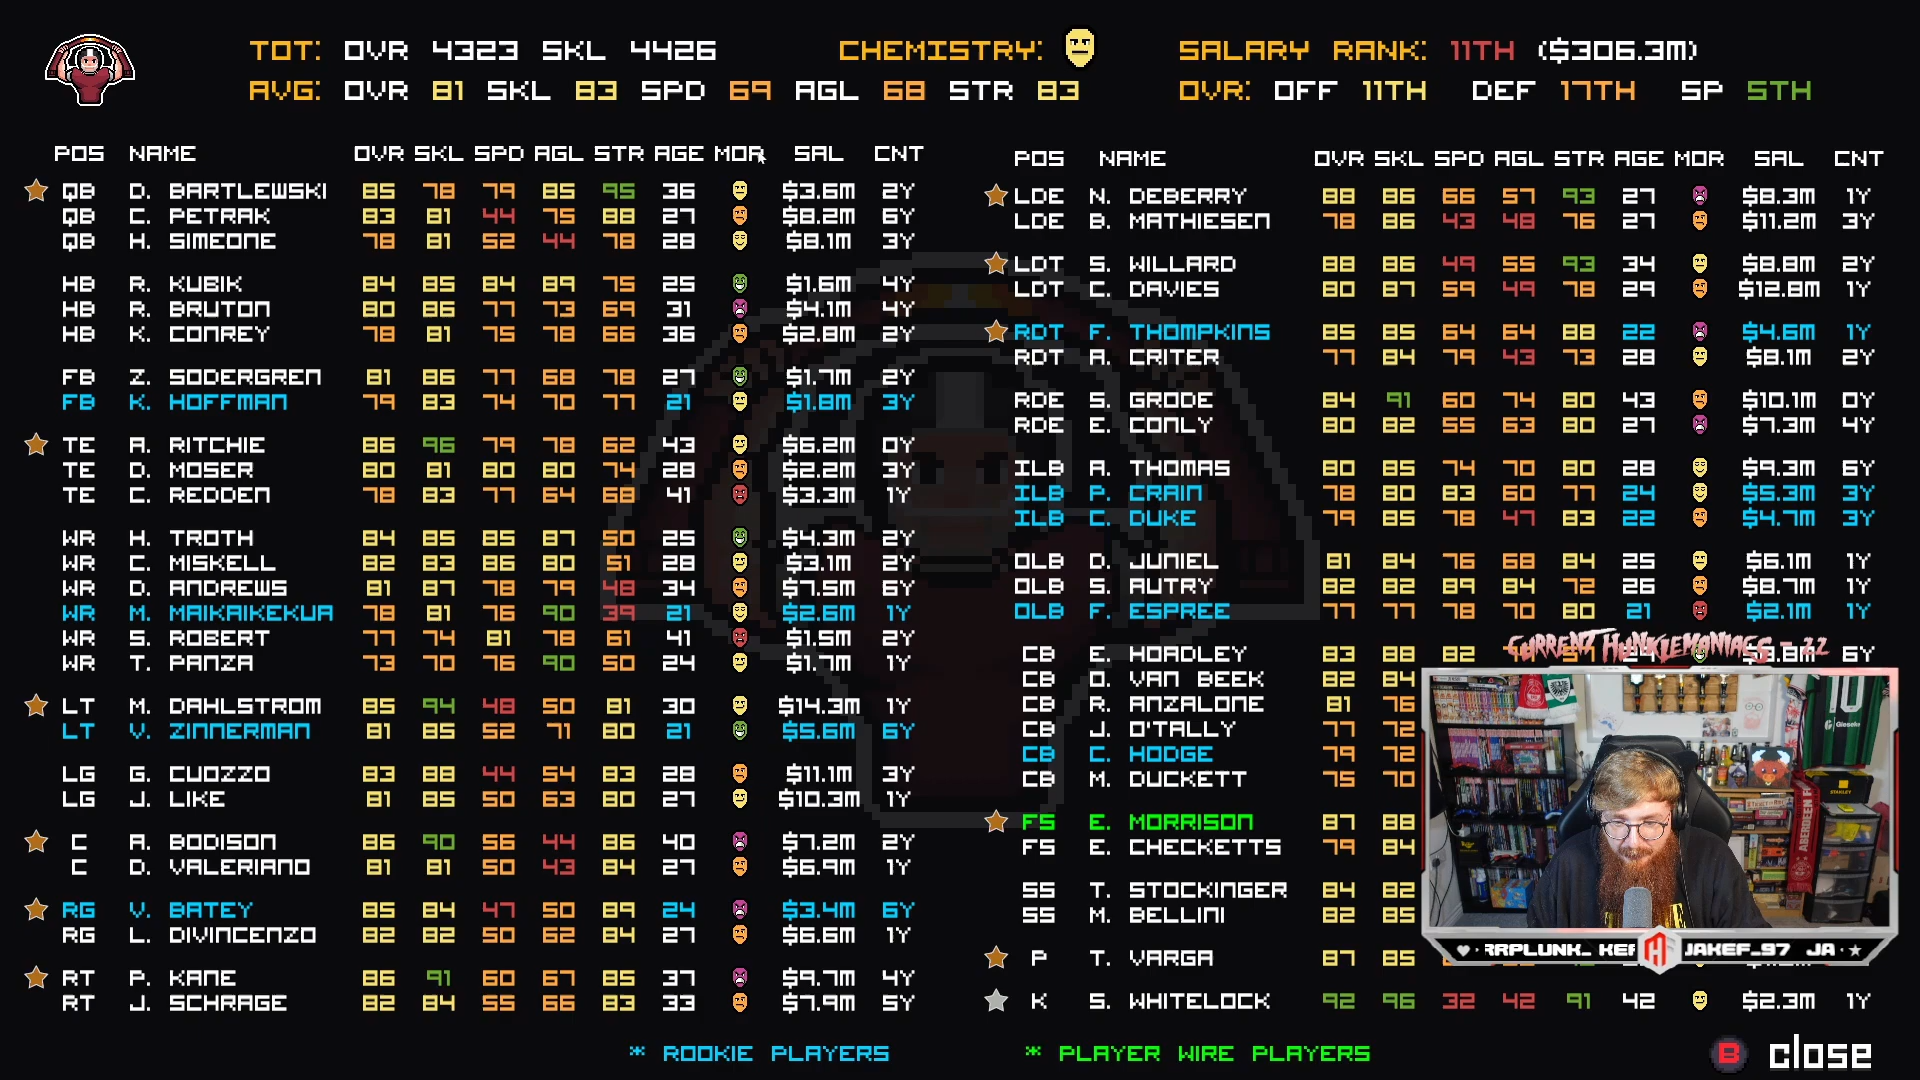 TOT: OVR 4323 SKL 4426 CHEMISTRY: SALARY RANK: 11TH ($306.3M)
AVG: OVR 81 SKL 83 SPD 69 AGL 68 STR 83 OVR: OFF 11TH DEF 17TH SP 5TH
POS NAME OVR SKL SPD AGL STR AGE MOR SAL CNT
QB D. BARTLEWSKI 85 78 79 85 95 36 $3.6M 2Y
QB C. PETRAK 83 81 44 75 88 27 $8.2M 6Y
QB H. SIMEONE 78 81 52 44 78 28 $8.1M 3Y
HB R. KUBIK 84 85 84 89 75 25 $1.6M 4Y
HB R. BRUTON 80 86 77 73 69 31 $4.1M 4Y
HB K. CONREY 78 81 75 78 66 36 $2.8M 2Y
FB Z. SODERGREN 81 86 77 68 78 27 $1.7M 2Y
FB K. HOFFMAN 79 83 74 70 77 21 $1.8M 3Y
TE A. RITCHIE 86 96 79 78 62 43 $6.2M 0Y
TE D. MOSER 80 81 80 80 74 28 $2.2M 3Y
TE C. REDDEN 78 83 77 64 68 41 $3.3M 1Y
WR H. TROTH 84 85 85 87 50 25 $4.3M 2Y
WR C. MISKELL 82 83 86 80 51 28 $3.1M 2Y
WR D. ANDREWS 81 87 78 79 48 34 $7.5M 6Y
WR M. MAIKAIKEKUA 78 81 76 90 39 21 $2.6M 1Y
WR S. ROBERT 77 74 81 78 61 41 $1.5M 2Y
WR T. PANZA 73 70 76 90 50 24 $1.7M 1Y
LT M. DAHLSTROM 85 94 48 50 81 30 $14.3M 1Y
LT V. ZINNERMAN 81 85 52 71 80 21 $5.6M 6Y
LG G. CUOZZO 83 88 44 54 83 28 $11.1M 3Y
LG J. LIKE 81 85 50 63 80 27 $10.3M 1Y
C A. BODISON 86 90 56 44 86 40 $7.2M 2Y
C D. VALERIANO 81 81 50 43 84 27 $6.9M 1Y
RG V. BATEY 85 84 47 50 89 24 $3.4M 6Y
RG L. DIVINCENZO 82 82 50 62 84 27 $6.6M 1Y
RT P. KANE 86 91 60 67 85 37 $9.7M 4Y
RT J. SCHRAGE 82 84 55 66 83 33 $7.9M 5Y
POS NAME OVR SKL SPD AGL STR AGE MOR SAL CNT
LDE N. DEBERRY 88 86 66 57 93 27 $8.3M 1Y
LDE B. MATHIESEN 78 86 43 48 76 27 $11.2M 3Y
LDT S. WILLARD 88 86 49 55 93 34 $8.8M 2Y
LDT C. DAVIES 80 87 59 49 78 29 $12.8M 1Y
RDT F. THOMPKINS 85 85 64 64 88 22 $4.6M 1Y
RDT A. CRITER 77 84 79 43 73 28 $8.1M 2Y
RDE S. GRODE 84 91 60 74 80 43 $10.1M 0Y
RDE E. CONLY 80 82 55 63 80 27 $7.3M 4Y
ILB A. THOMAS 80 85 74 70 80 28 $9.3M 6Y
ILB P. CRAIN 78 80 83 60 77 24 $5.3M 3Y
ILB C. DUKE 79 85 78 47 83 22 $4.7M 3Y
OLB D. JUNIEL 81 84 76 68 84 25 $6.1M 1Y
OLB S. AUTRY 82 82 89 84 72 26 $8.7M 1Y
OLB F. ESPREE 77 77 78 70 80 21 $2.1M 1Y
CURRENT HUNKLEMANIACS - 22
CB E. HOADLEY 83 88 82 6Y
CB O. VAN BEEK 82 84
CB R. ANZALONE 81 76
CB J. O'TALLY 77 72
CB C. HODGE 79 72
CB M. DUCKETT 75 70
FS E. MORRISON 87 88
FS E. CHECKETTS 79 84
SS T. STOCKINGER 84 82
SS M. BELLINI 82 85
P T. VARGA 87 85
K S. WHITELOCK 92 96 32 42 91 42 $2.3M 1Y
10
STANLEY
ABERDEEN F
RRPLUNK_ KEF JAKEF_97 JA
* ROOKIE PLAYERS * PLAYER WIRE PLAYERS B close